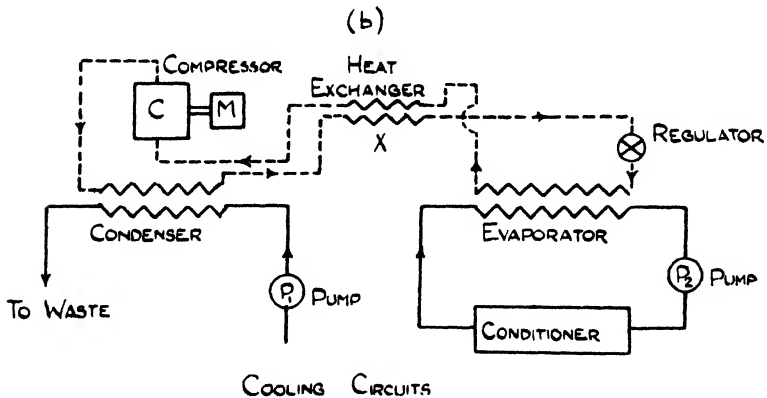 (b)
COMPRESSOR
C
M
HEAT
EXCHANGER
X
REGULATOR
CONDENSER
EVAPORATOR
P1
PUMP
P2
PUMP
TO WASTE
CONDITIONER
COOLING CIRCUITS